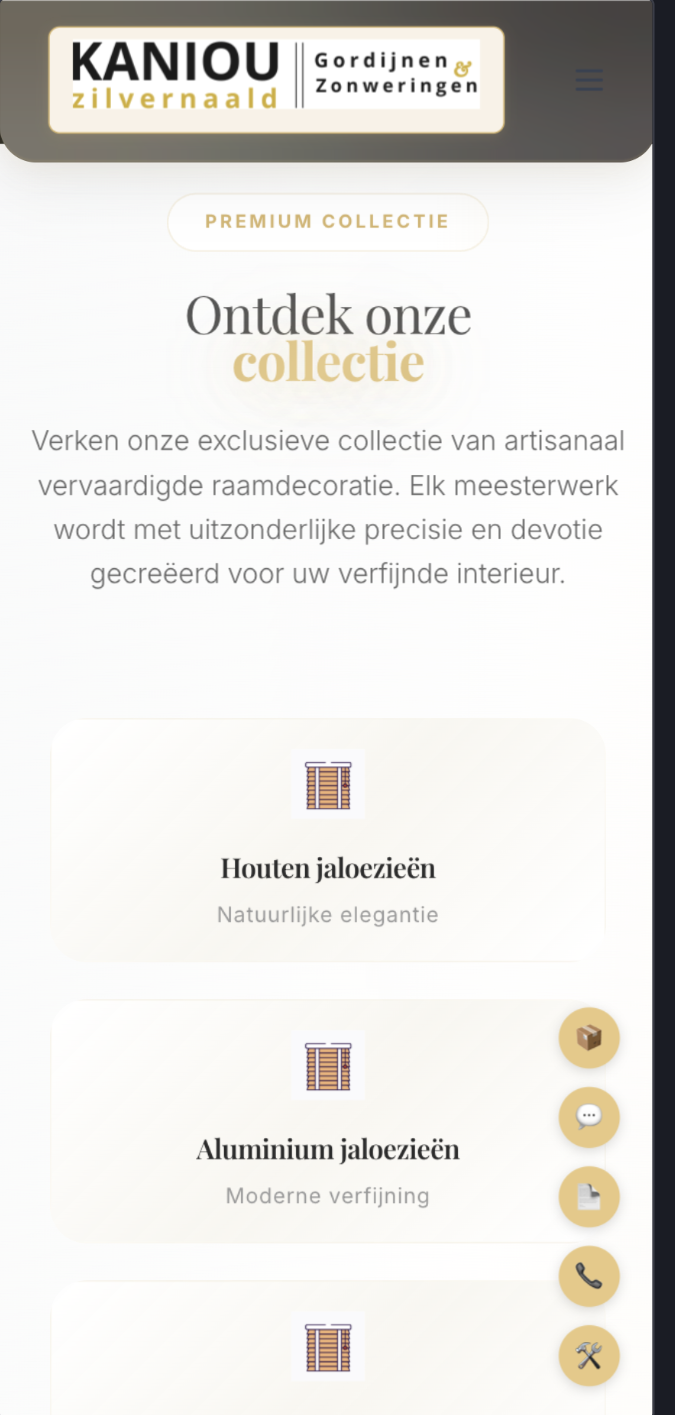 KANIOU
zilvernaald
Gordijnen &
Zonweringen
PREMIUM COLLECTIE
Ontdek onze
collectie
Verken onze exclusieve collectie van artisanaal
vervaardigde raamdecoratie. Elk meesterwerk
wordt met uitzonderlijke precisie en devotie
gecreëerd voor uw verfijnde interieur.
Houten jaloezieën
Natuurlijke elegantie
Aluminium jaloezieën
Moderne verfijning